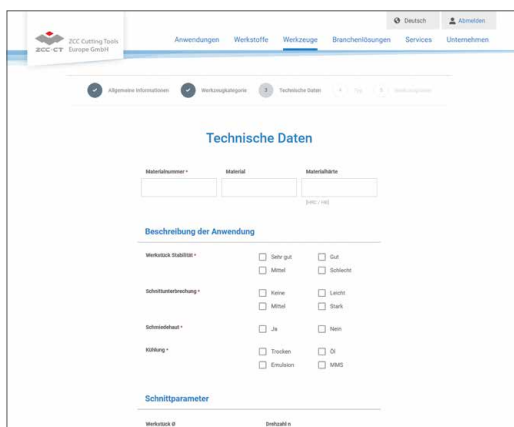 Deutsch
Abmelden
ZCC Cutting Tools
ZCC-CT Europe GmbH
Anwendungen Werkstoffe Werkzeuge Branchenlösungen Services Unternehmen
Allgemeine Informationen Werkzeugkategorie 3 Technische Daten 4
Technische Daten
Materialnummer * Material Materialhärte
[HRC / HB]
Beschreibung der Anwendung
Werkstück Stabilität * Sehr gut Gut
Mittel Schlecht
Schnittunterbrechung * Keine Leicht
Mittel Stark
Schmiedehaut * Ja Nein
Kühlung * Trocken Öl
Emulsion MMS
Schnittparameter
Werkstück Ø Drehzahl n